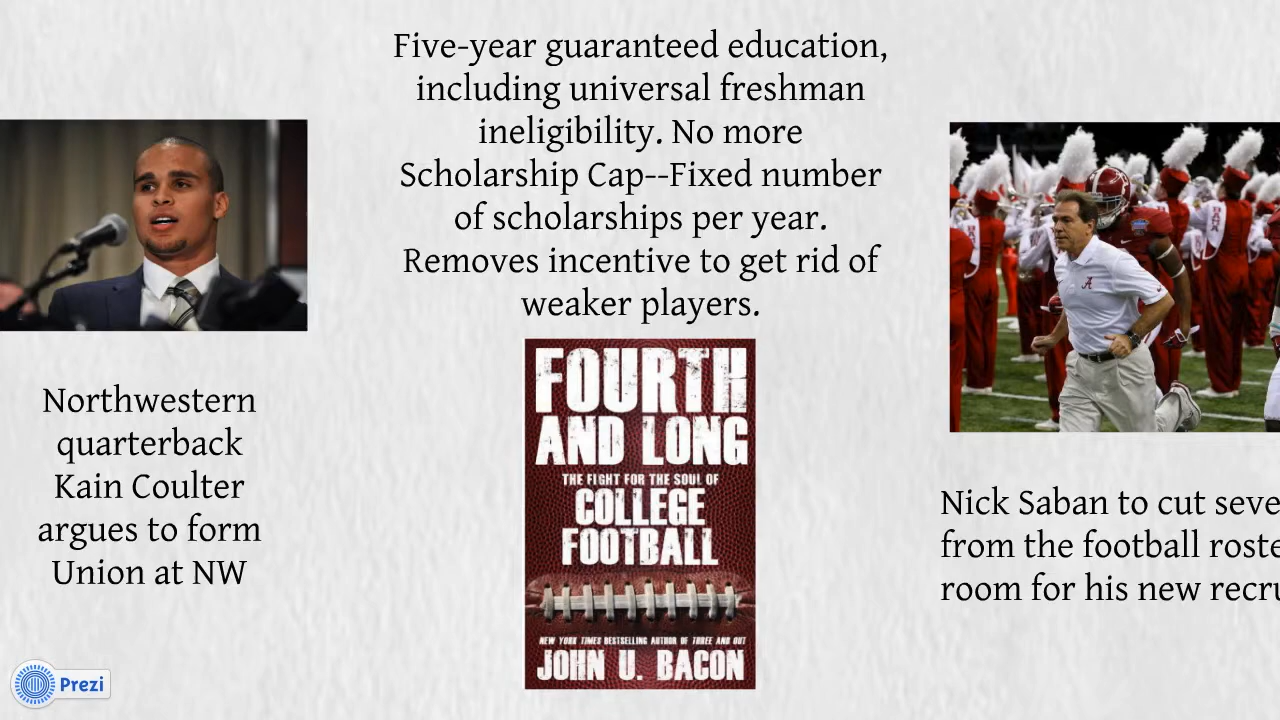 Five-year guaranteed education,
including universal freshman
ineligibility. No more
Scholarship Cap--Fixed number
of scholarships per year.
Removes incentive to get rid of
weaker players.
Northwestern
quarterback
Kain Coulter
argues to form
Union at NW
FOURTH
AND LONG
THE FIGHT FOR THE SOUL OF
COLLEGE
FOOTBALL
NEW YORK TIMES BESTSELLING AUTHOR OF THREE AND OUT
JOHN U. BACON
Nick Saban to cut seve
from the football roste
room for his new recru
Prezi